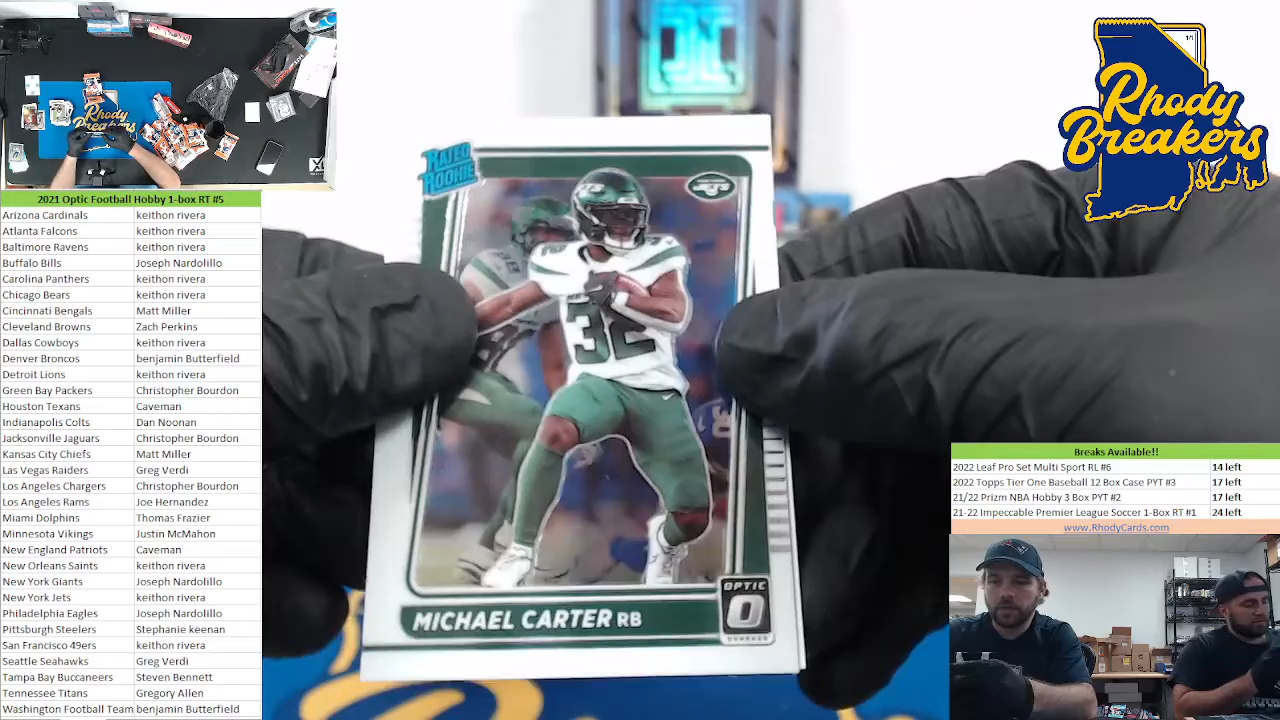 2021 Optic Football Hobby 1-box RT #5
Arizona Cardinals keithon rivera
Atlanta Falcons keithon rivera
Baltimore Ravens keithon rivera
Buffalo Bills Joseph Nardolillo
Carolina Panthers keithon rivera
Chicago Bears keithon rivera
Cincinnati Bengals Matt Miller
Cleveland Browns Zach Perkins
Dallas Cowboys keithon rivera
Denver Broncos benjamin Butterfield
Detroit Lions keithon rivera
Green Bay Packers Christopher Bourdon
Houston Texans Caveman
Indianapolis Colts Dan Noonan
Jacksonville Jaguars Christopher Bourdon
Kansas City Chiefs Matt Miller
Las Vegas Raiders Greg Verdi
Los Angeles Chargers Christopher Bourdon
Los Angeles Rams Joe Hernandez
Miami Dolphins Thomas Frazier
Minnesota Vikings Justin McMahon
New England Patriots Caveman
New Orleans Saints keithon rivera
New York Giants Joseph Nardolillo
New York Jets keithon rivera
Philadelphia Eagles Joseph Nardolillo
Pittsburgh Steelers Stephanie keenan
San Francisco 49ers keithon rivera
Seattle Seahawks Greg Verdi
Tampa Bay Buccaneers Steven Bennett
Tennessee Titans Gregory Allen
Washington Football Team benjamin Butterfield
RATED
ROOKIE
JETS
32
MICHAEL CARTER RB
OPTIC
O
DONRUSS
1/1
Rhody
Breakers
Breaks Available!!
2022 Leaf Pro Set Multi Sport RL #6 14 left
2022 Topps Tier One Baseball 12 Box Case PYT #3 17 left
21/22 Prizm NBA Hobby 3 Box PYT #2 17 left
21-22 Impeccable Premier League Soccer 1-Box RT #1 24 left
www.RhodyCards.com
Rhody
Breakers